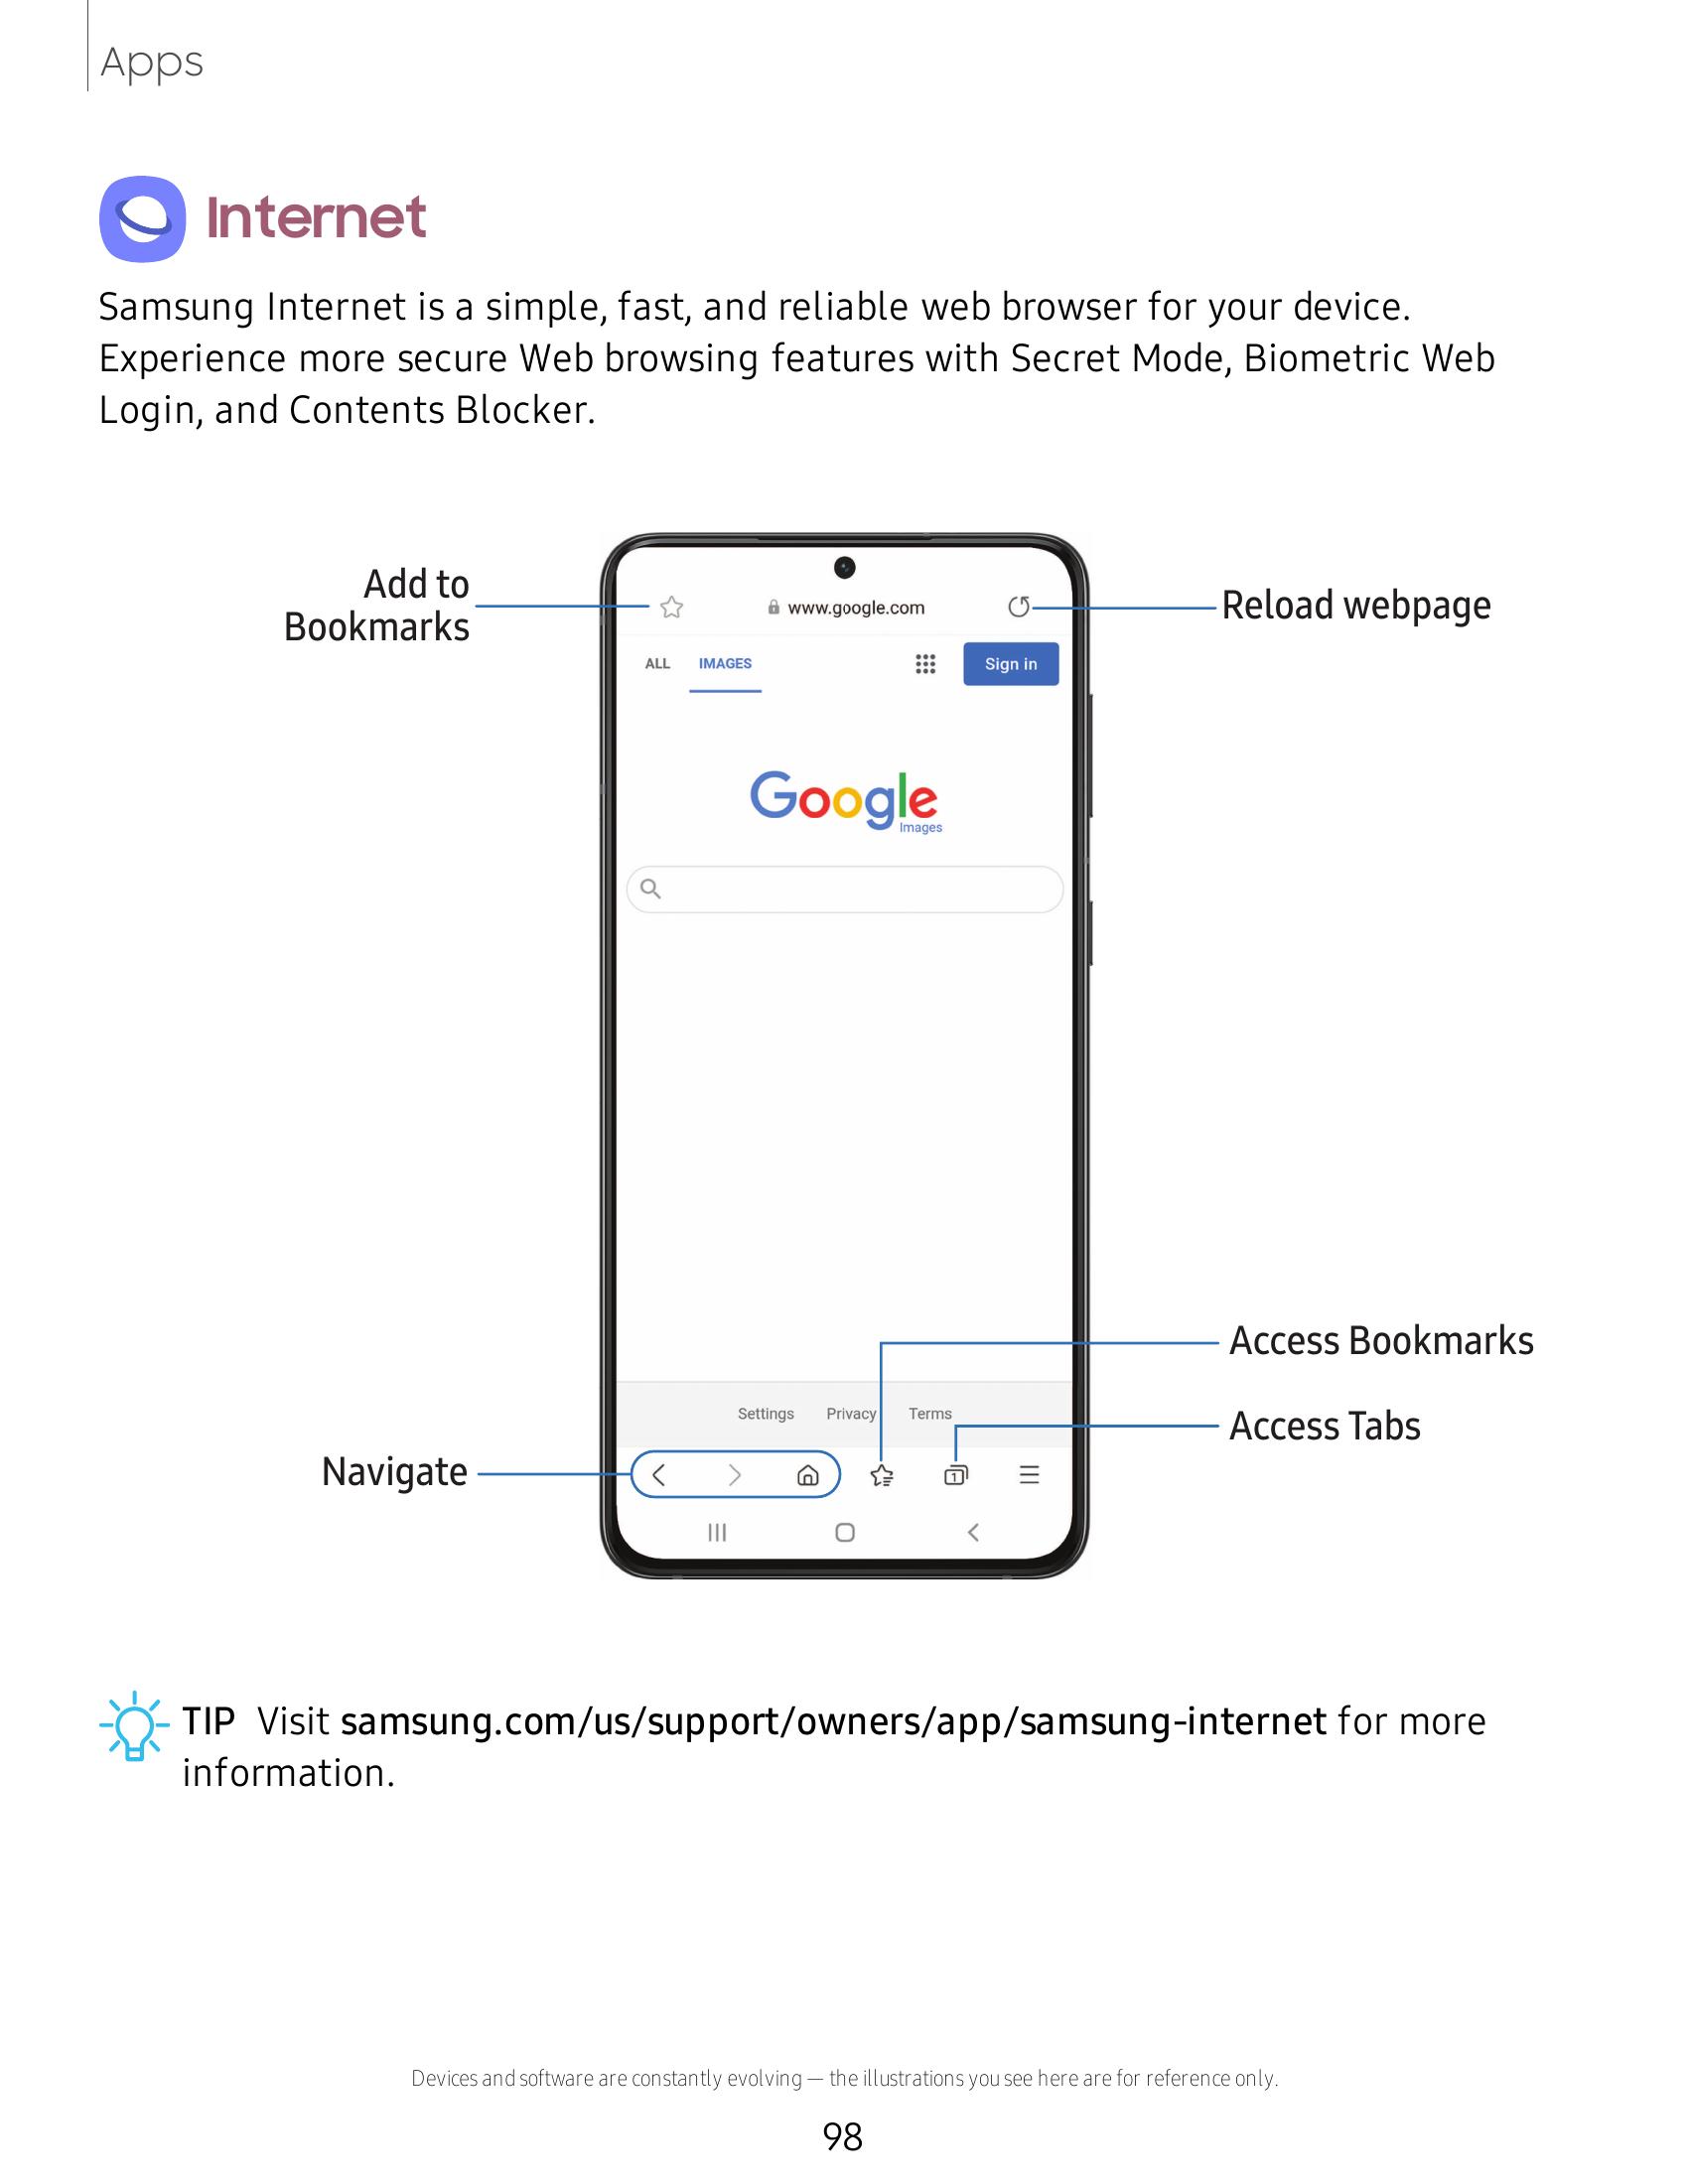 Apps
Internet
Samsung Internet is a simple, fast, and reliable web browser for your device.
Experience more secure Web browsing features with Secret Mode, Biometric Web
Login, and Contents Blocker.
Add to
Bookmarks
www.google.com
Reload webpage
ALL IMAGES Sign in
Google
Images
Access Bookmarks
Settings Privacy Terms
Access Tabs
Navigate
1
TIP Visit samsung.com/us/support/owners/app/samsung-internet for more
information.
Devices and software are constantly evolving — the illustrations you see here are for reference only.
98